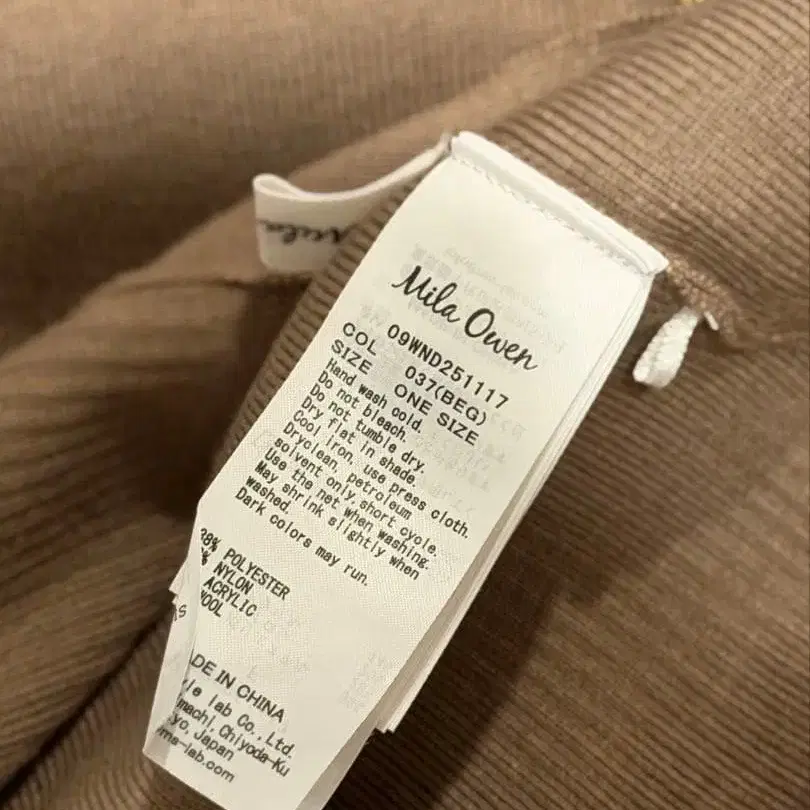 Mila Owen
09WND251117
COL 037(BEG)
SIZE ONE SIZE
Hand wash cold.
Do not bleach.
Do not tumble dry.
Dry flat in shade.
Cool iron, use press cloth.
Dryclean, petroleum
solvent only,short cycle.
Use the net when washing.
May shrink slightly when
washed.
Dark colors may run.
% POLYESTER
% NYLON
ACRYLIC
OOL
ADE IN CHINA
le lab Co.,Ltd.
machi, Chiyoda-Ku
yo, Japan
-lab.com